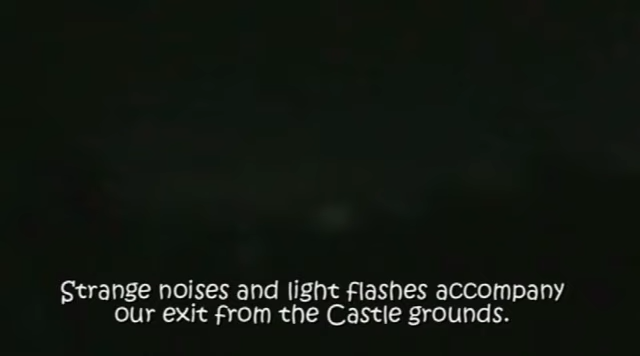 Strange noises and light flashes accompany
our exit from the Castle grounds.